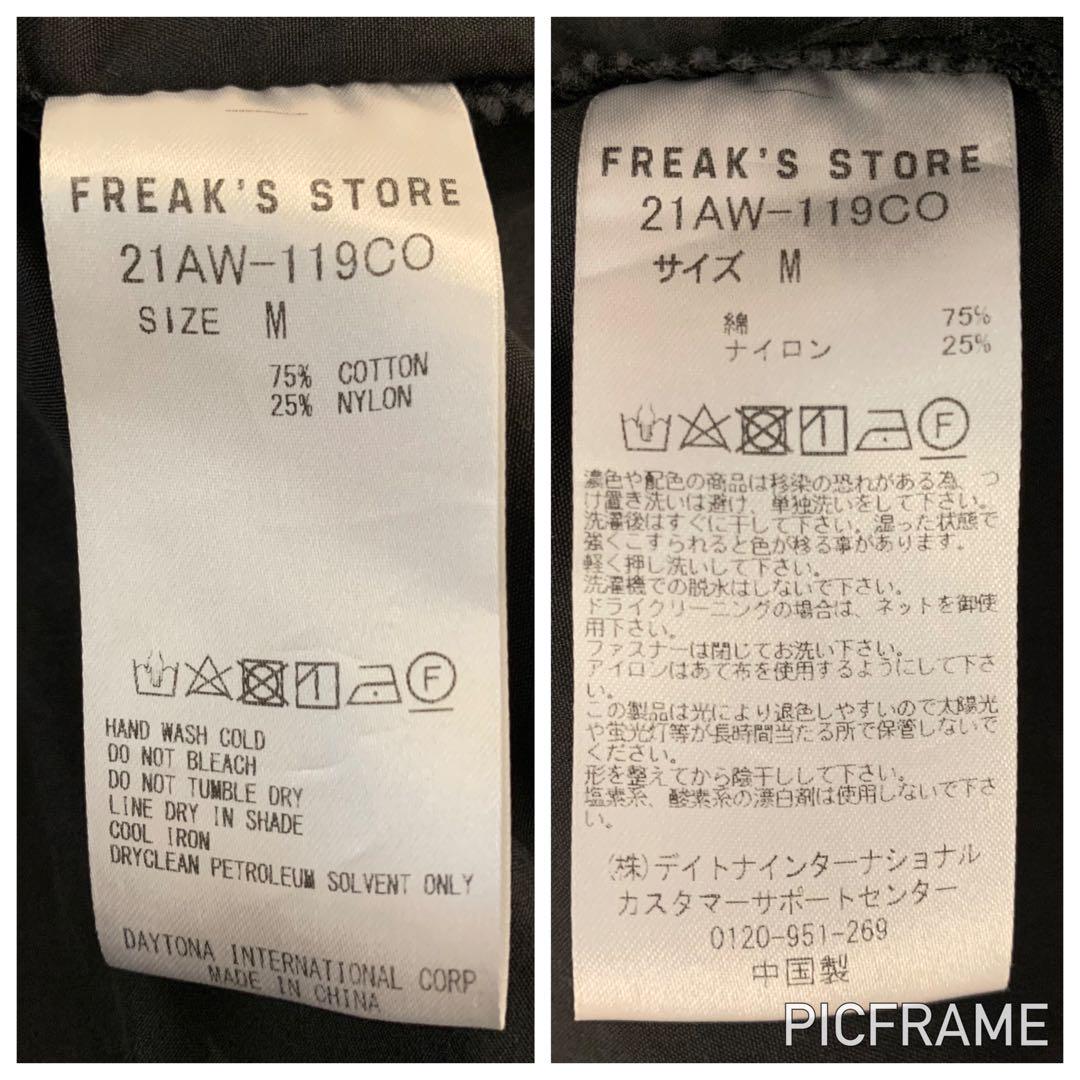 FREAK'S STORE
21AW-119CO
SIZE M
75% COTTON
25% NYLON
F
HAND WASH COLD
DO NOT BLEACH
DO NOT TUMBLE DRY
LINE DRY IN SHADE
COOL IRON
DRYCLEAN PETROLEUM SOLVENT ONLY
DAYTONA INTERNATIONAL CORP
MADE IN CHINA
FREAK'S STORE
21AW-119CO
サイズ M
綿 75%
ナイロン 25%
F
濃色や配色の商品は移染の恐れがある為、つ
け置き洗いは避け、単独洗いをして下さい。
洗濯後はすぐに干して下さい。湿った状態で
強くこすられると色が移る事があります。
軽く押し洗いして下さい。
洗濯機での脱水はしないで下さい。
ドライクリーニングの場合は、ネットを御使
用下さい。
ファスナーは閉じてお洗い下さい。
アイロンはあて布を使用するようにして下さ
い。
この製品は光により退色しやすいので太陽光
や蛍光灯等が長時間当たる所で保管しないで
ください。
形を整えてから陰干しして下さい。
塩素系、酸素系の漂白剤は使用しないで下さ
い。
(株)デイトナインターナショナル
カスタマーサポートセンター
0120-951-269
中国製
PICFRAME